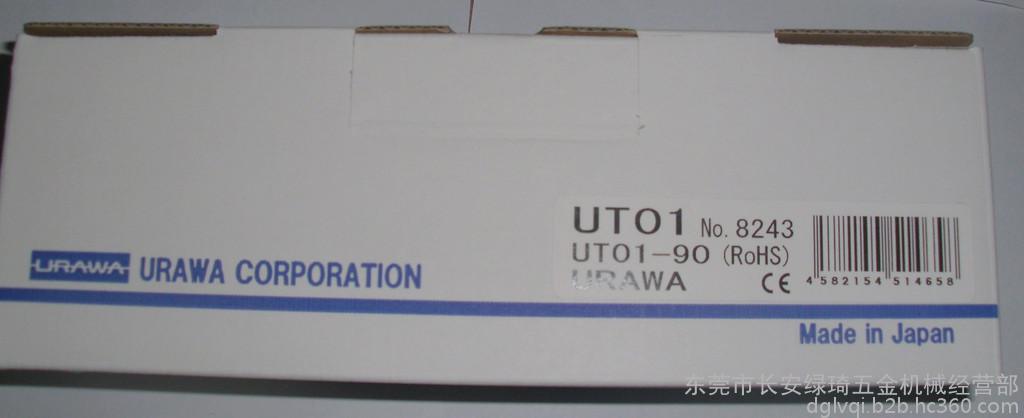 UT01 No. 8243
UT01-90 (RoHS)
URAWA CE 4 582154 514658
URAWA URAWA CORPORATION
Made in Japan
东莞市长安绿琦五金机械经营部
dglvqi.b2b.hc360.com